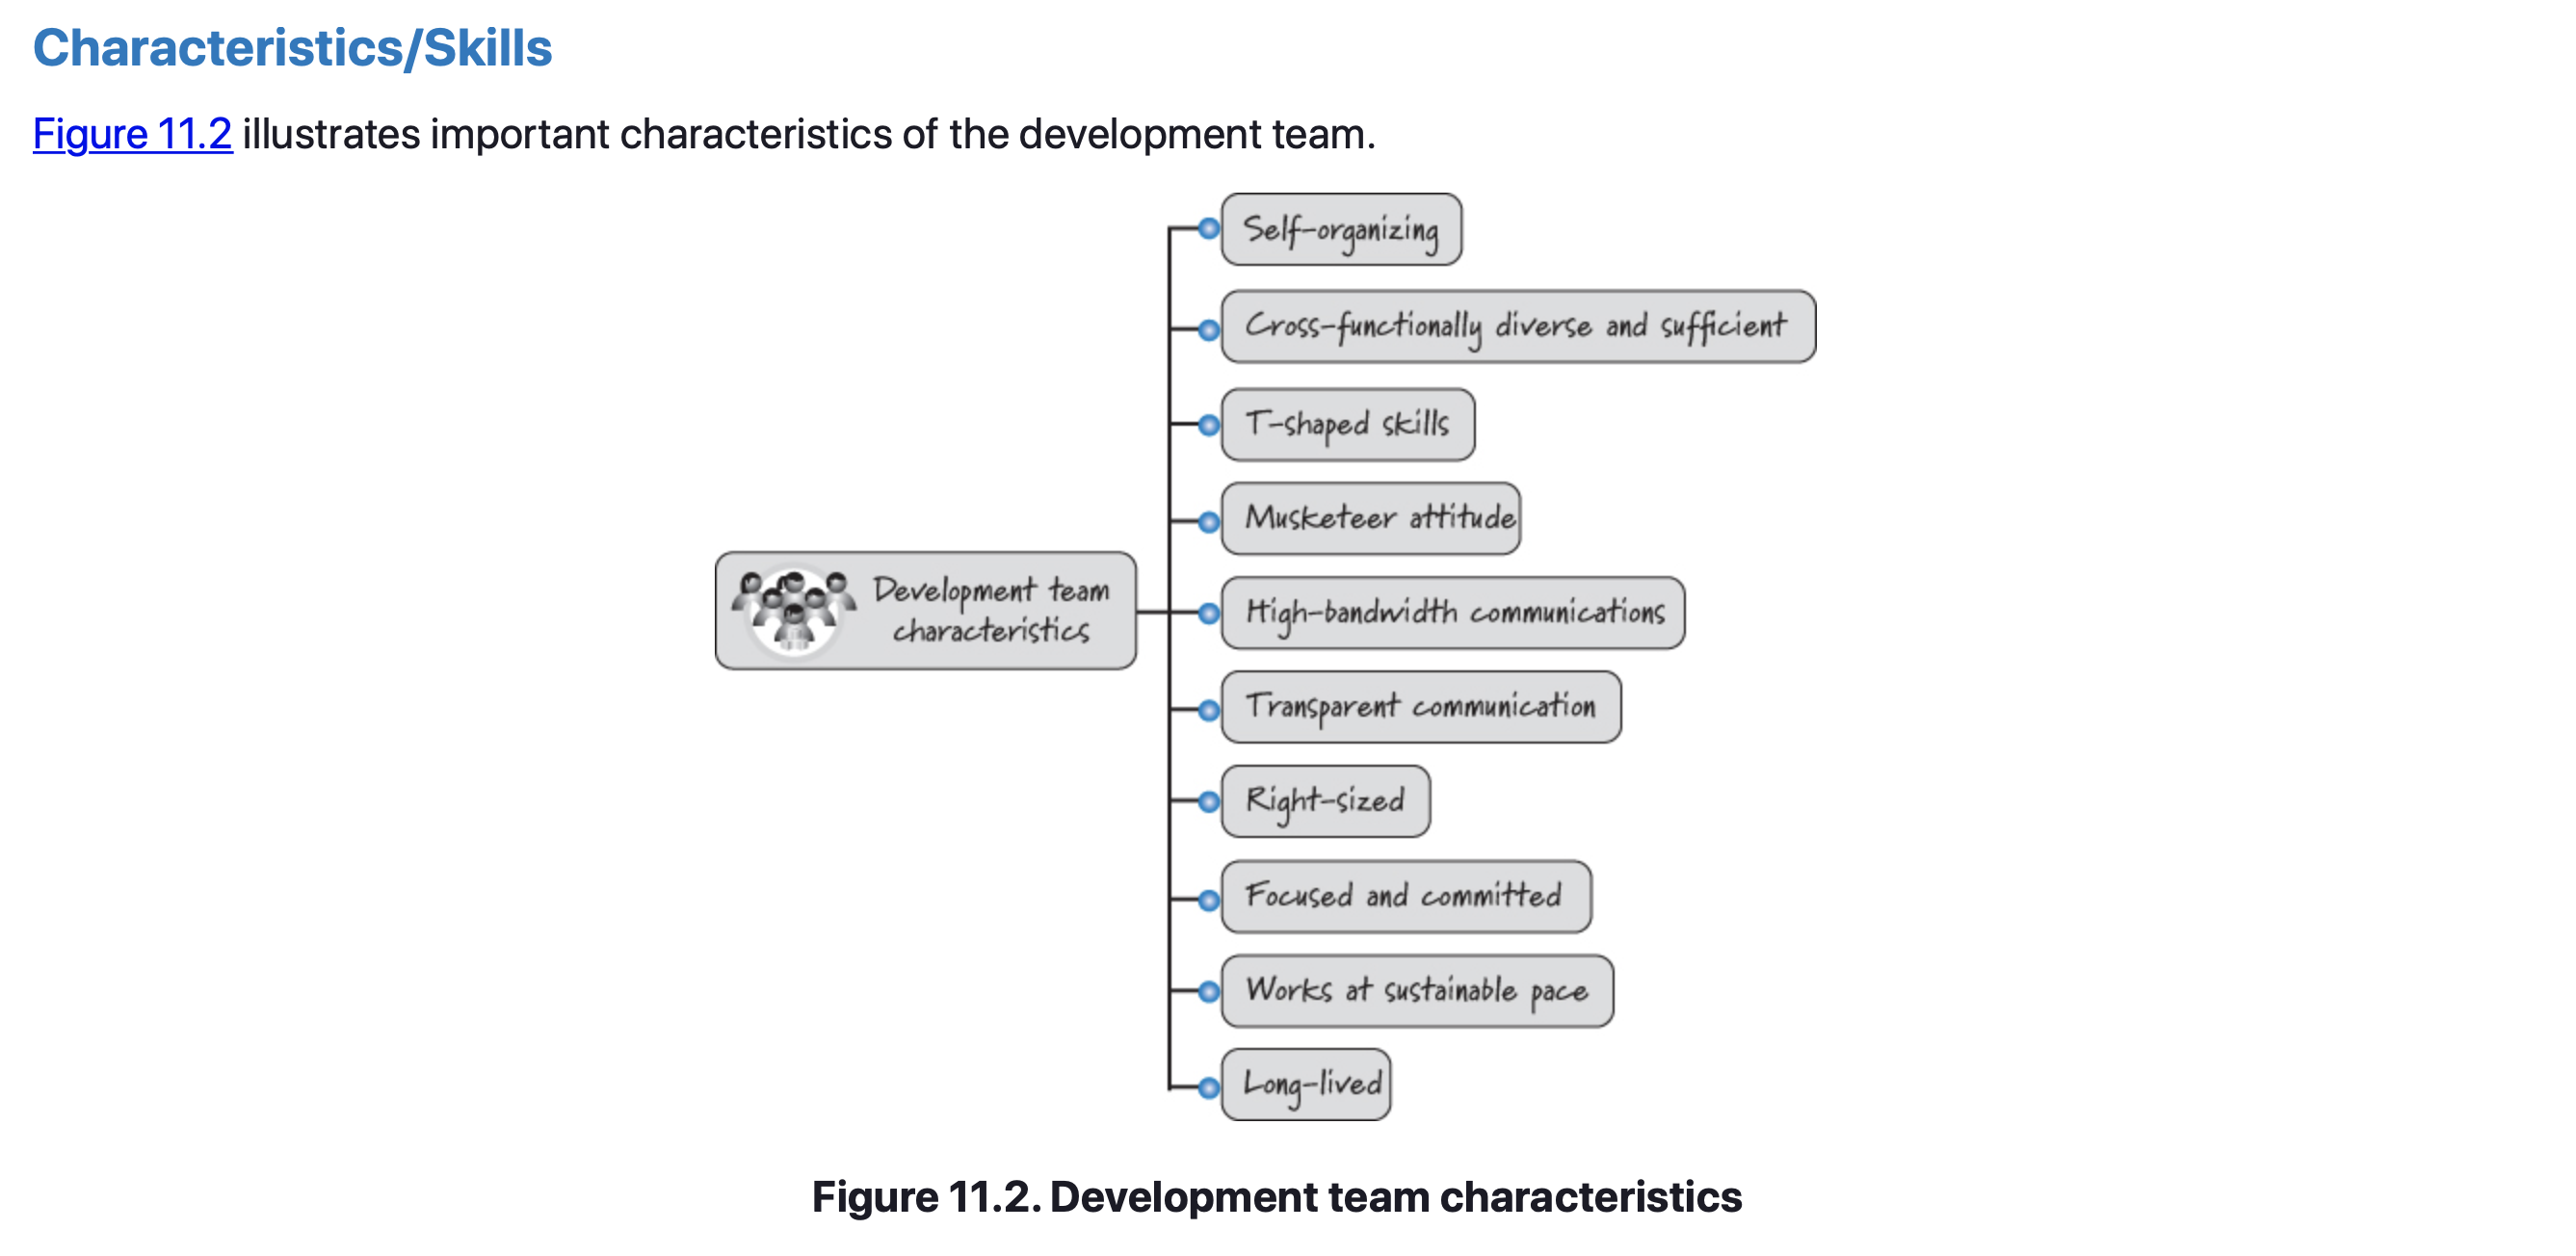 Characteristics/Skills
Figure 11.2 illustrates important characteristics of the development team.
Self-organizing
Cross-functionally diverse and sufficient
T-shaped skills
Musketeer attitude
Development team
characteristics
High-bandwidth communications
Transparent communication
Right-sized
Focused and committed
Works at sustainable pace
Long-lived
Figure 11.2. Development team characteristics